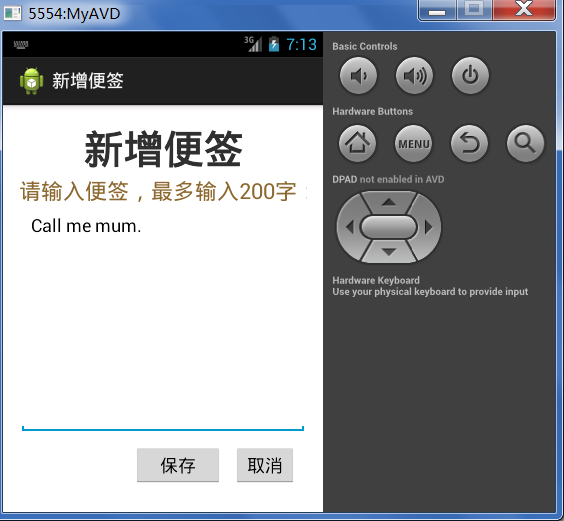 5554:MyAVD
3G 7:13
新增便签
新增便签
请输入便签，最多输入200字：
Call me mum.
保存 取消
Basic Controls
Hardware Buttons
MENU
DPAD not enabled in AVD
Hardware Keyboard
Use your physical keyboard to provide input